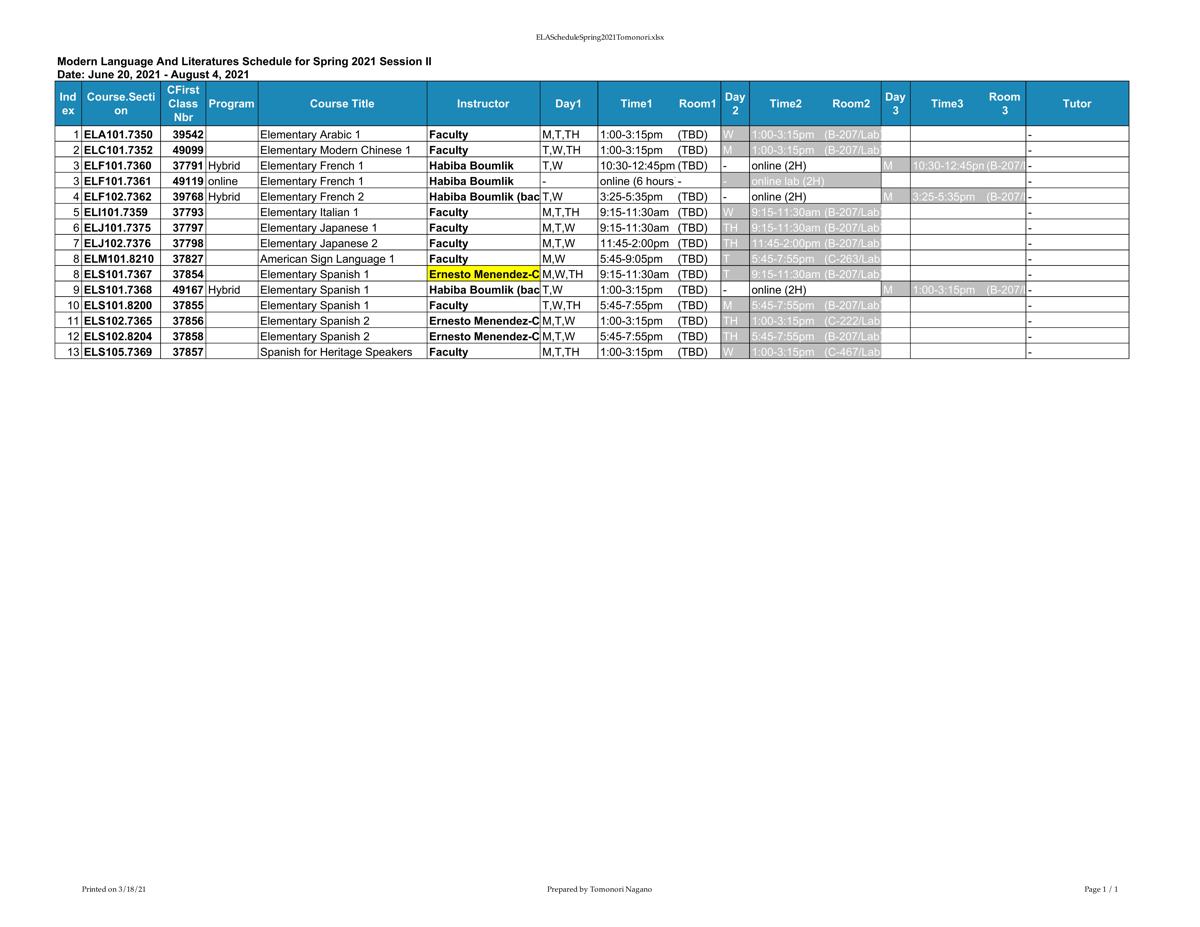 ELAScheduleSpring2021Tomonori.xlsx
Modern Language And Literatures Schedule for Spring 2021 Session II
Date: June 20, 2021 - August 4, 2021
Index Course.Section CFirst Class Nbr Program Course Title Instructor Day1 Time1 Room1 Day 2 Time2 Room2 Day 3 Time3 Room 3 Tutor
1 ELA101.7350 39542 Elementary Arabic 1 Faculty M,T,TH 1:00-3:15pm (TBD) W 1:00-3:15pm (B-207/Lab -
2 ELC101.7352 49099 Elementary Modern Chinese 1 Faculty T,W,TH 1:00-3:15pm (TBD) M 1:00-3:15pm (B-207/Lab -
3 ELF101.7360 37791 Hybrid Elementary French 1 Habiba Boumlik T,W 10:30-12:45pm (TBD) - online (2H) M 10:30-12:45pm (B-207/l -
3 ELF101.7361 49119 online Elementary French 1 Habiba Boumlik - online (6 hours - - online lab (2H) -
4 ELF102.7362 39768 Hybrid Elementary French 2 Habiba Boumlik (bac T,W 3:25-5:35pm (TBD) - online (2H) M 3:25-5:35pm (B-207/l -
5 ELI101.7359 37793 Elementary Italian 1 Faculty M,T,TH 9:15-11:30am (TBD) W 9:15-11:30am (B-207/Lab -
6 ELJ101.7375 37797 Elementary Japanese 1 Faculty M,T,W 9:15-11:30am (TBD) TH 9:15-11:30am (B-207/Lab -
7 ELJ102.7376 37798 Elementary Japanese 2 Faculty M,T,W 11:45-2:00pm (TBD) TH 11:45-2:00pm (B-207/Lab -
8 ELM101.8210 37827 American Sign Language 1 Faculty M,W 5:45-9:05pm (TBD) T 5:45-7:55pm (C-263/Lab -
8 ELS101.7367 37854 Elementary Spanish 1 Ernesto Menendez-C M,W,TH 9:15-11:30am (TBD) T 9:15-11:30am (B-207/Lab -
9 ELS101.7368 49167 Hybrid Elementary Spanish 1 Habiba Boumlik (bac T,W 1:00-3:15pm (TBD) - online (2H) M 1:00-3:15pm (B-207/l -
10 ELS101.8200 37855 Elementary Spanish 1 Faculty T,W,TH 5:45-7:55pm (TBD) M 5:45-7:55pm (B-207/Lab -
11 ELS102.7365 37856 Elementary Spanish 2 Ernesto Menendez-C M,T,W 1:00-3:15pm (TBD) TH 1:00-3:15pm (C-222/Lab -
12 ELS102.8204 37858 Elementary Spanish 2 Ernesto Menendez-C M,T,W 5:45-7:55pm (TBD) TH 5:45-7:55pm (B-207/Lab -
13 ELS105.7369 37857 Spanish for Heritage Speakers Faculty M,T,TH 1:00-3:15pm (TBD) W 1:00-3:15pm (C-467/Lab -
Printed on 3/18/21 Prepared by Tomonori Nagano Page 1 / 1